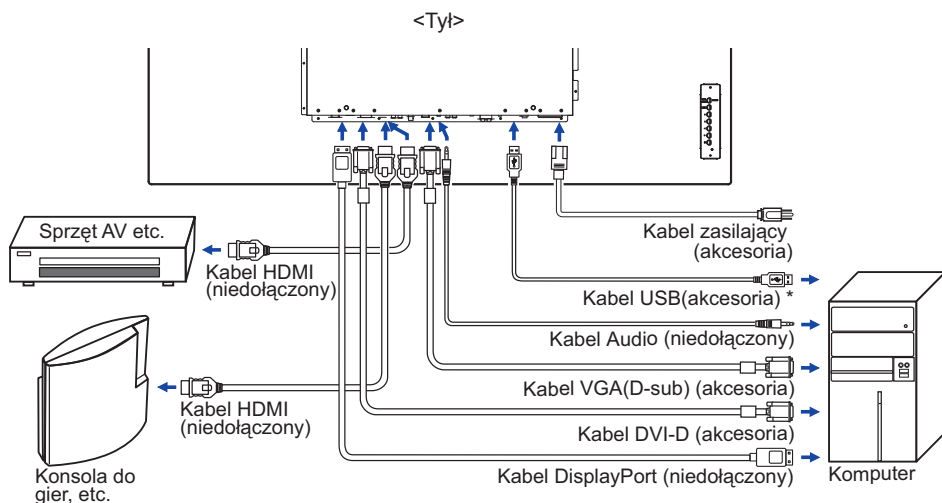 <Tył>
Sprzęt AV etc.
Kabel HDMI
(niedołączony)
Kabel zasilający
(akcesoria)
Kabel USB(akcesoria) *
Kabel Audio (niedołączony)
Kabel VGA(D-sub) (akcesoria)
Kabel HDMI
(niedołączony)
Kabel DVI-D (akcesoria)
Kabel DisplayPort (niedołączony)
Konsola do
gier, etc.
Komputer